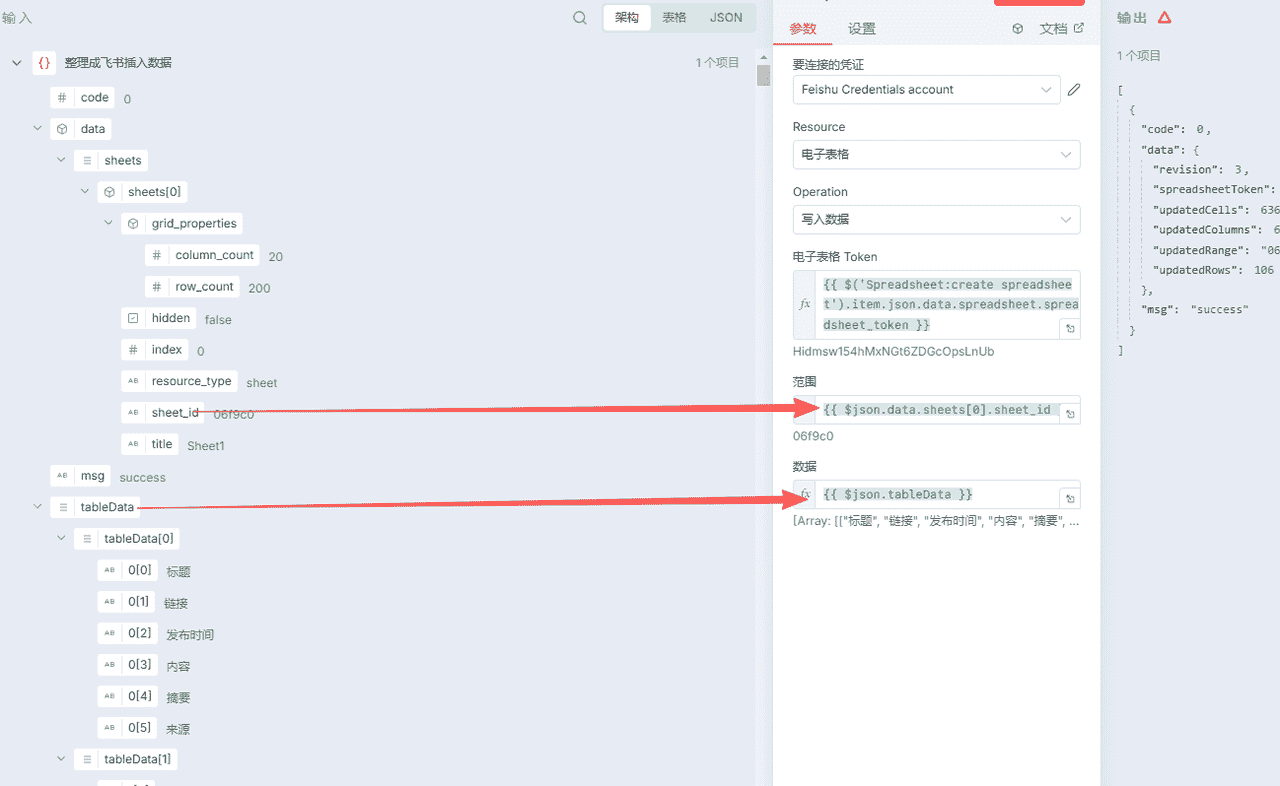 输入
架构
表格
JSON
整理成飞书插入数据
1 个项目
code 0
data
sheets
sheets[0]
grid_properties
column_count 20
row_count 200
hidden false
index 0
resource_type sheet
sheet_id 06f9c0
title Sheet1
msg success
tableData
tableData[0]
0[0] 标题
0[1] 链接
0[2] 发布时间
0[3] 内容
0[4] 摘要
0[5] 来源
tableData[1]
参数
设置
文档
要连接的凭证
Feishu Credentials account
Resource
电子表格
Operation
写入数据
电子表格 Token
fx
{{ $('Spreadsheet:create spreadshee
t').item.json.data.spreadsheet.sprea
dsheet_token }}
Hidmsw154hMxNGt6ZDGcOpsLnUb
范围
{{ $json.data.sheets[0].sheet_id
06f9c0
数据
fx
{{ $json.tableData }}
[Array: [["标题", "链接", "发布时间", "内容", "摘要", ...
输出
1 个项目
[
{
"code": 0,
"data": {
"revision": 3,
"spreadsheetToken":
"updatedCells": 636
"updatedColumns": 6
"updatedRange": "06
"updatedRows": 106
},
"msg": "success"
}
]